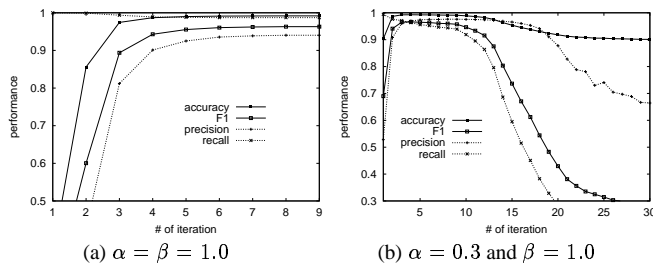 1
0.9
0.8
0.7
0.6
0.5
performance
accuracy
F1
precision
recall
1 2 3 4 5 6 7 8 9
# of iteration
(a) α = β = 1.0
1
0.9
0.8
0.7
0.6
0.5
0.4
0.3
performance
accuracy
F1
precision
recall
5 10 15 20 25 30
# of iteration
(b) α = 0.3 and β = 1.0